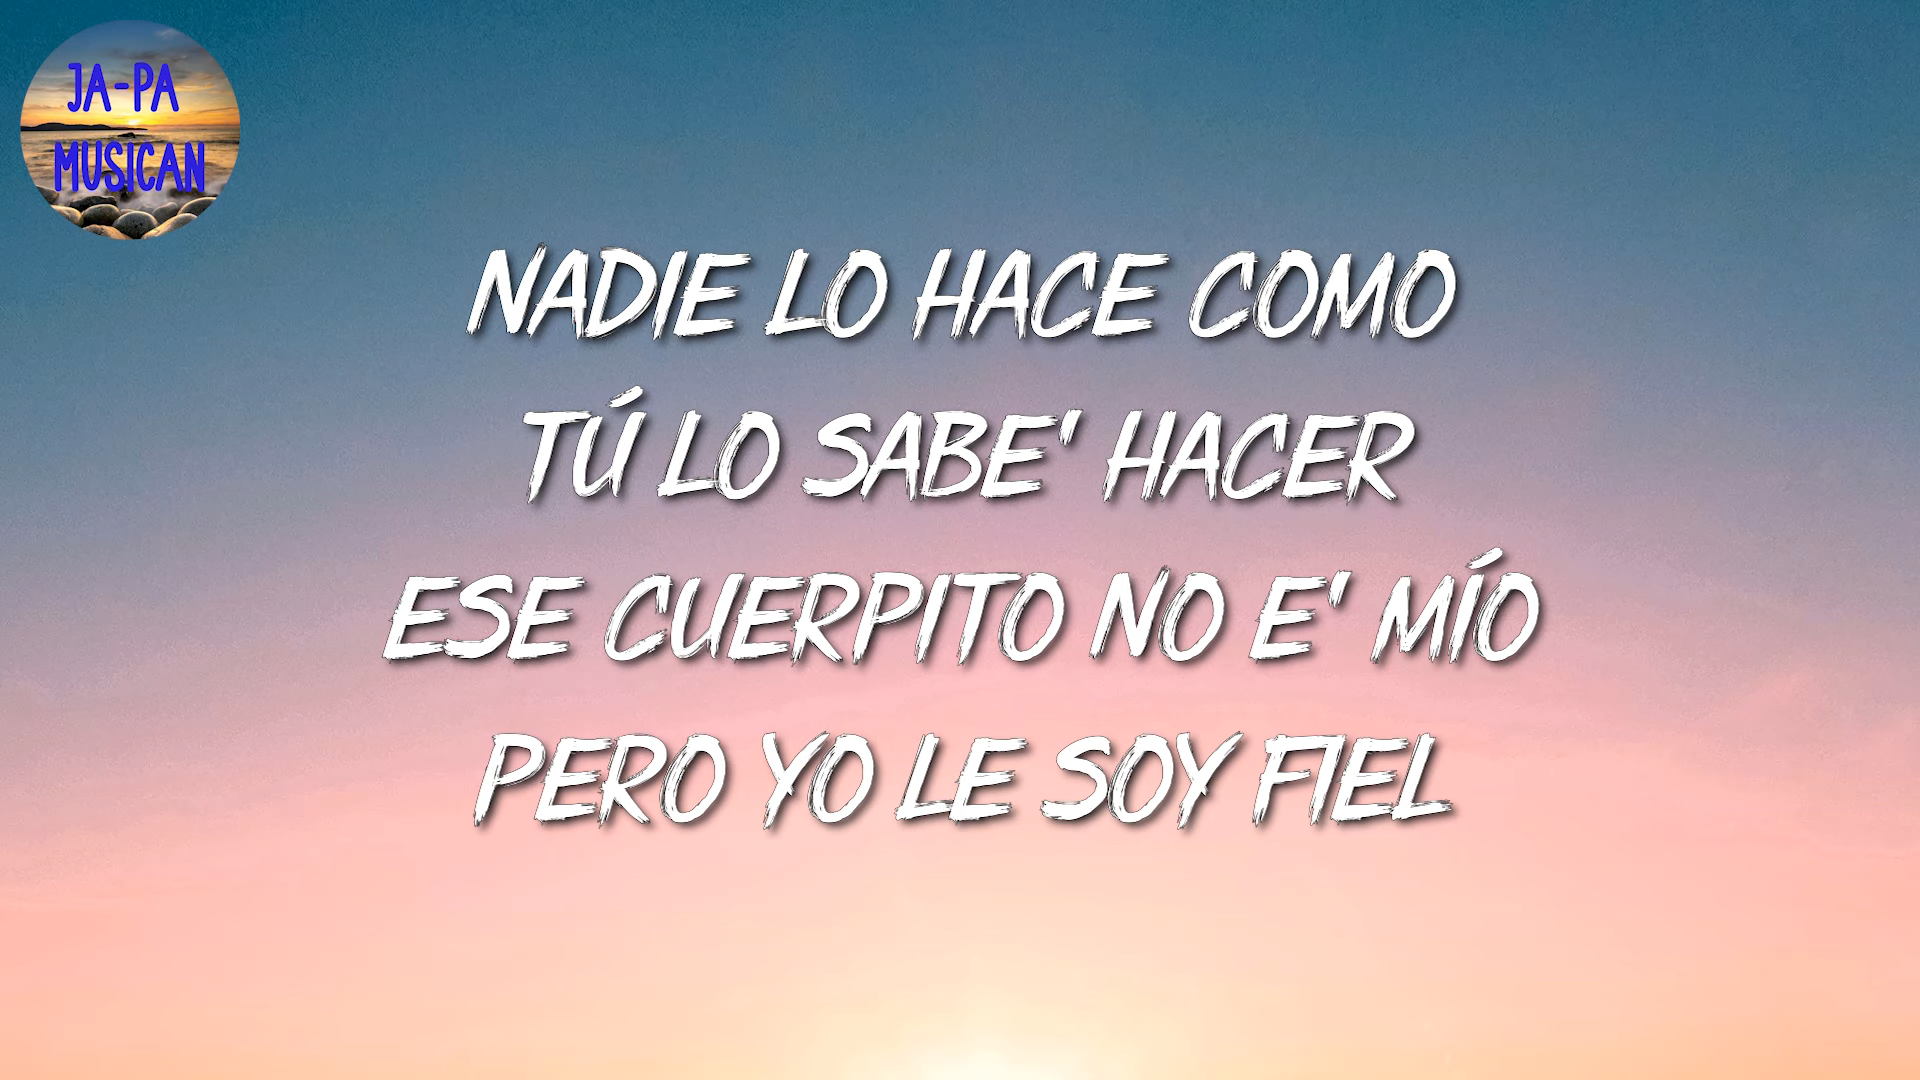 JA-PA
MUSICAN
NADIE LO HACE COMO
TÚ LO SABE' HACER
ESE CUERPITO NO E' MÍO
PERO YO LE SOY FIEL